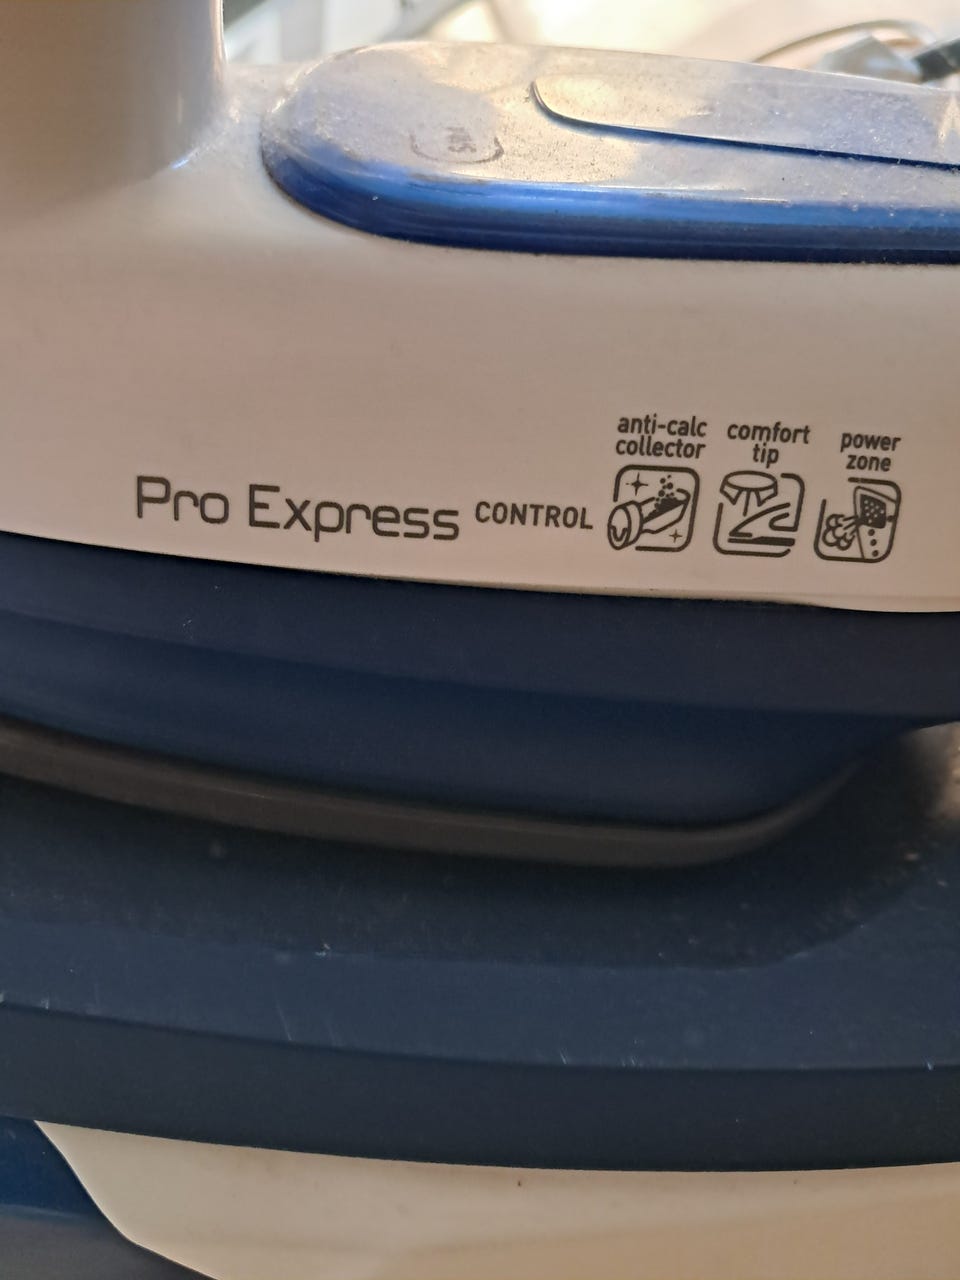 anti-calc
collector
comfort
tip
power
zone
Pro Express CONTROL